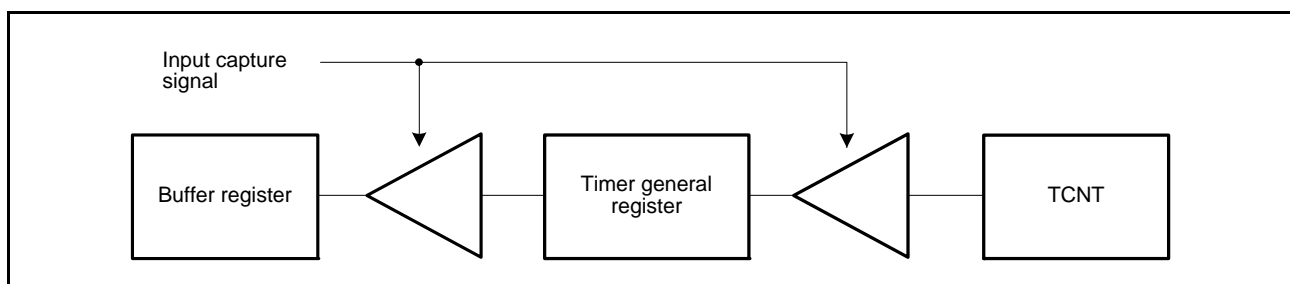 Input capture
signal
Buffer register
Timer general
register
TCNT